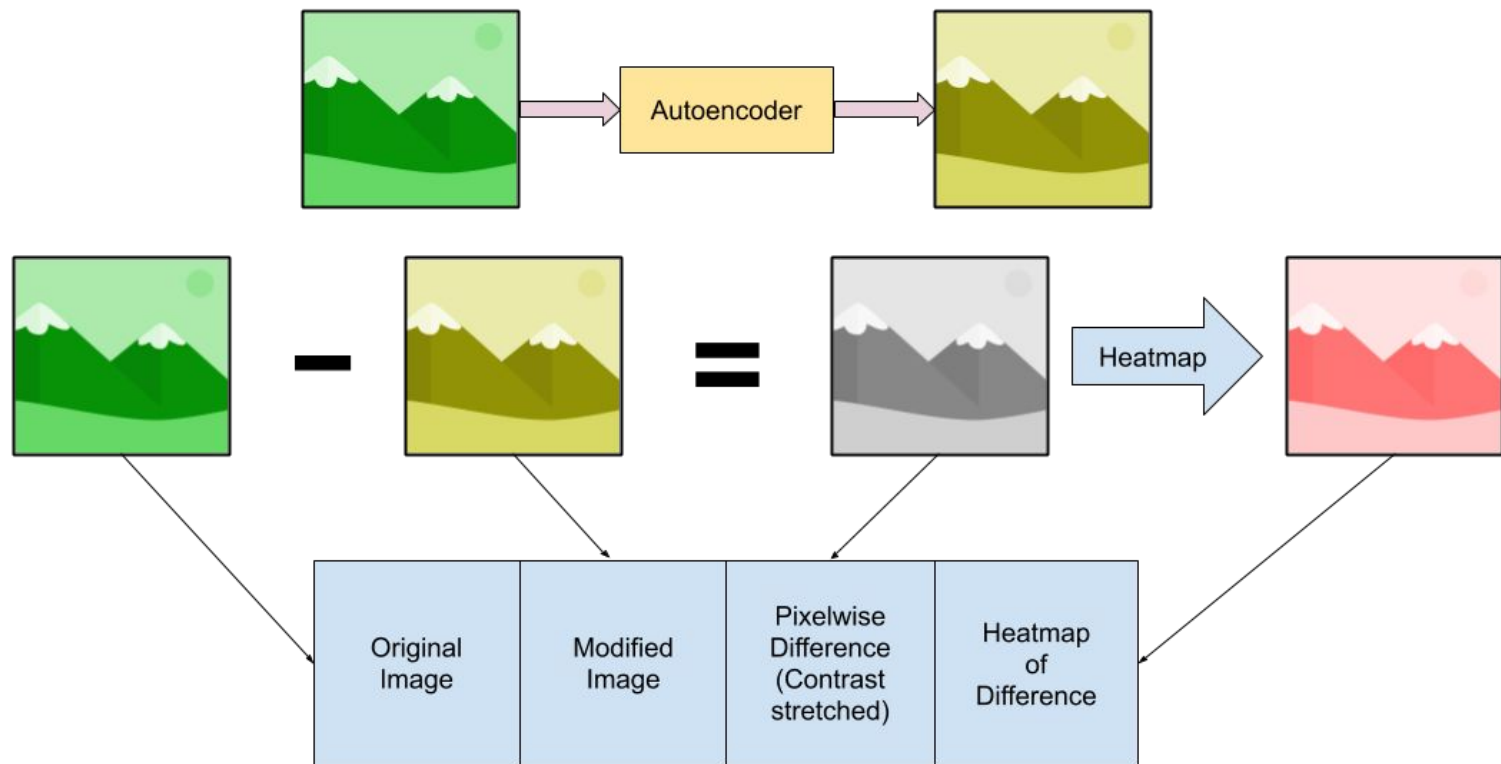 Autoencoder
Heatmap
Original
Image
Modified
Image
Pixelwise
Difference
(Contrast
stretched)
Heatmap
of
Difference